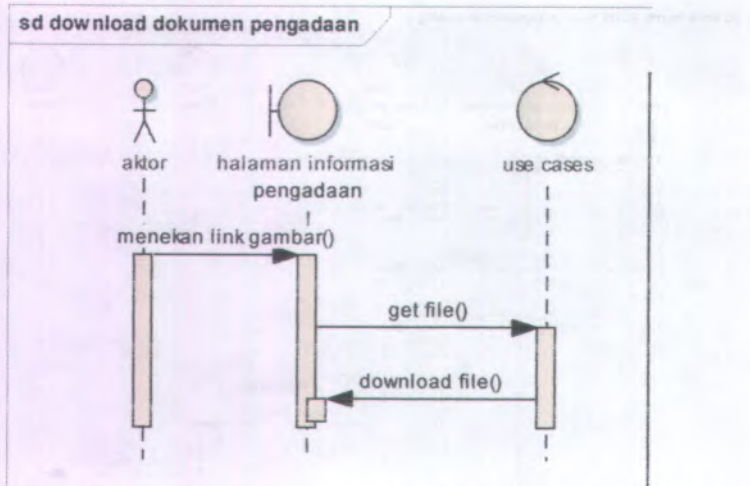 sd download dokumen pengadaan
aktor
halaman informasi
pengadaan
use cases
menekan link gambar()
get file()
download file()